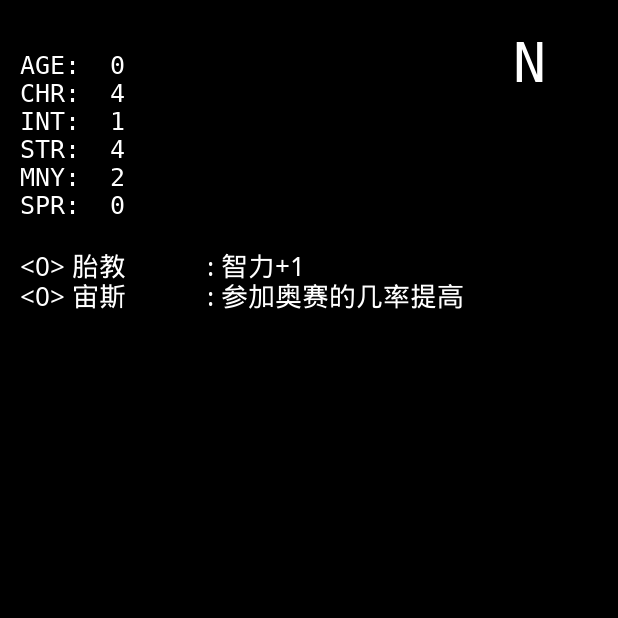 N
AGE: 0
CHR: 4
INT: 1
STR: 4
MNY: 2
SPR: 0
<O> 胎教 : 智力+1
<O> 宙斯 : 参加奥赛的几率提高